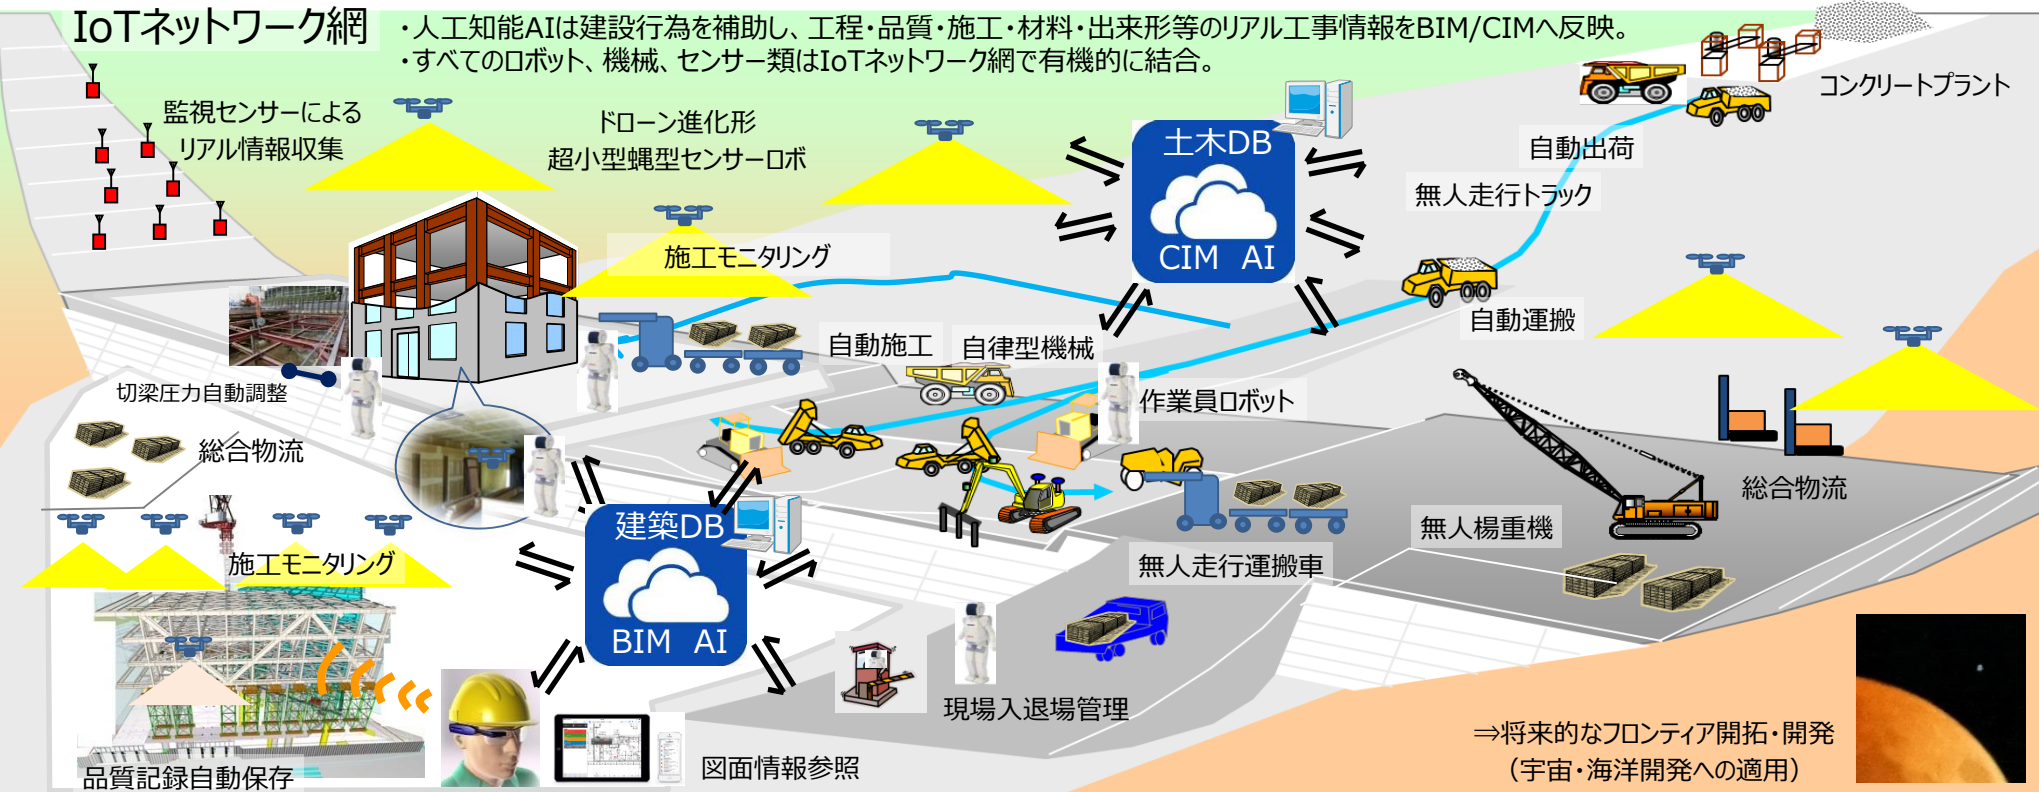 IoTネットワーク網
・人工知能AIは建設行為を補助し、工程・品質・施工・材料・出来形等のリアル工事情報をBIM/CIMへ反映。
・すべてのロボット、機械、センサー類はIoTネットワーク網で有機的に結合。
監視センサーによる
リアル情報収集
ドローン進化形
超小型蝿型センサーロボ
土木DB
CIM AI
コンクリートプラント
自動出荷
無人走行トラック
施工モニタリング
自動運搬
自動施工
自律型機械
作業員ロボット
切梁圧力自動調整
総合物流
総合物流
無人楊重機
施工モニタリング
建築DB
BIM AI
無人走行運搬車
現場入退場管理
図面情報参照
品質記録自動保存
⇒将来的なフロンティア開拓・開発
（宇宙・海洋開発への適用）